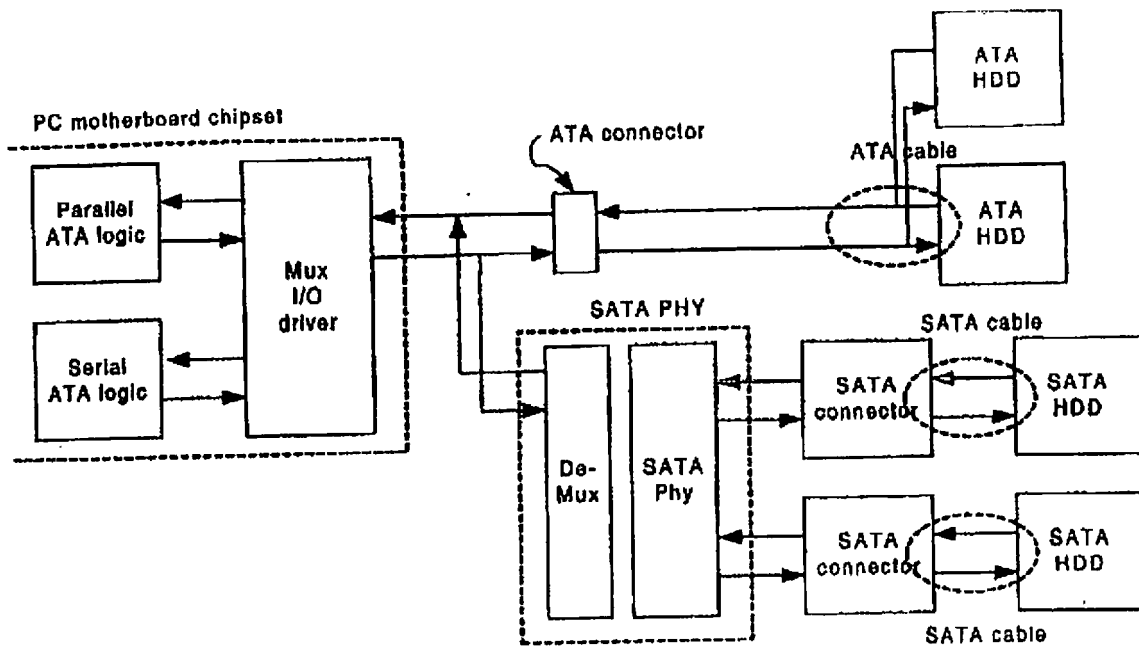 ATA
HDD
PC motherboard chipset
ATA connector
ATA cable
Parallel
ATA logic
Mux
I/O
driver
ATA
HDD
SATA PHY
SATA cable
Serial
ATA logic
SATA
connector
SATA
HDD
De-
Mux
SATA
Phy
SATA
connector
SATA
HDD
SATA cable